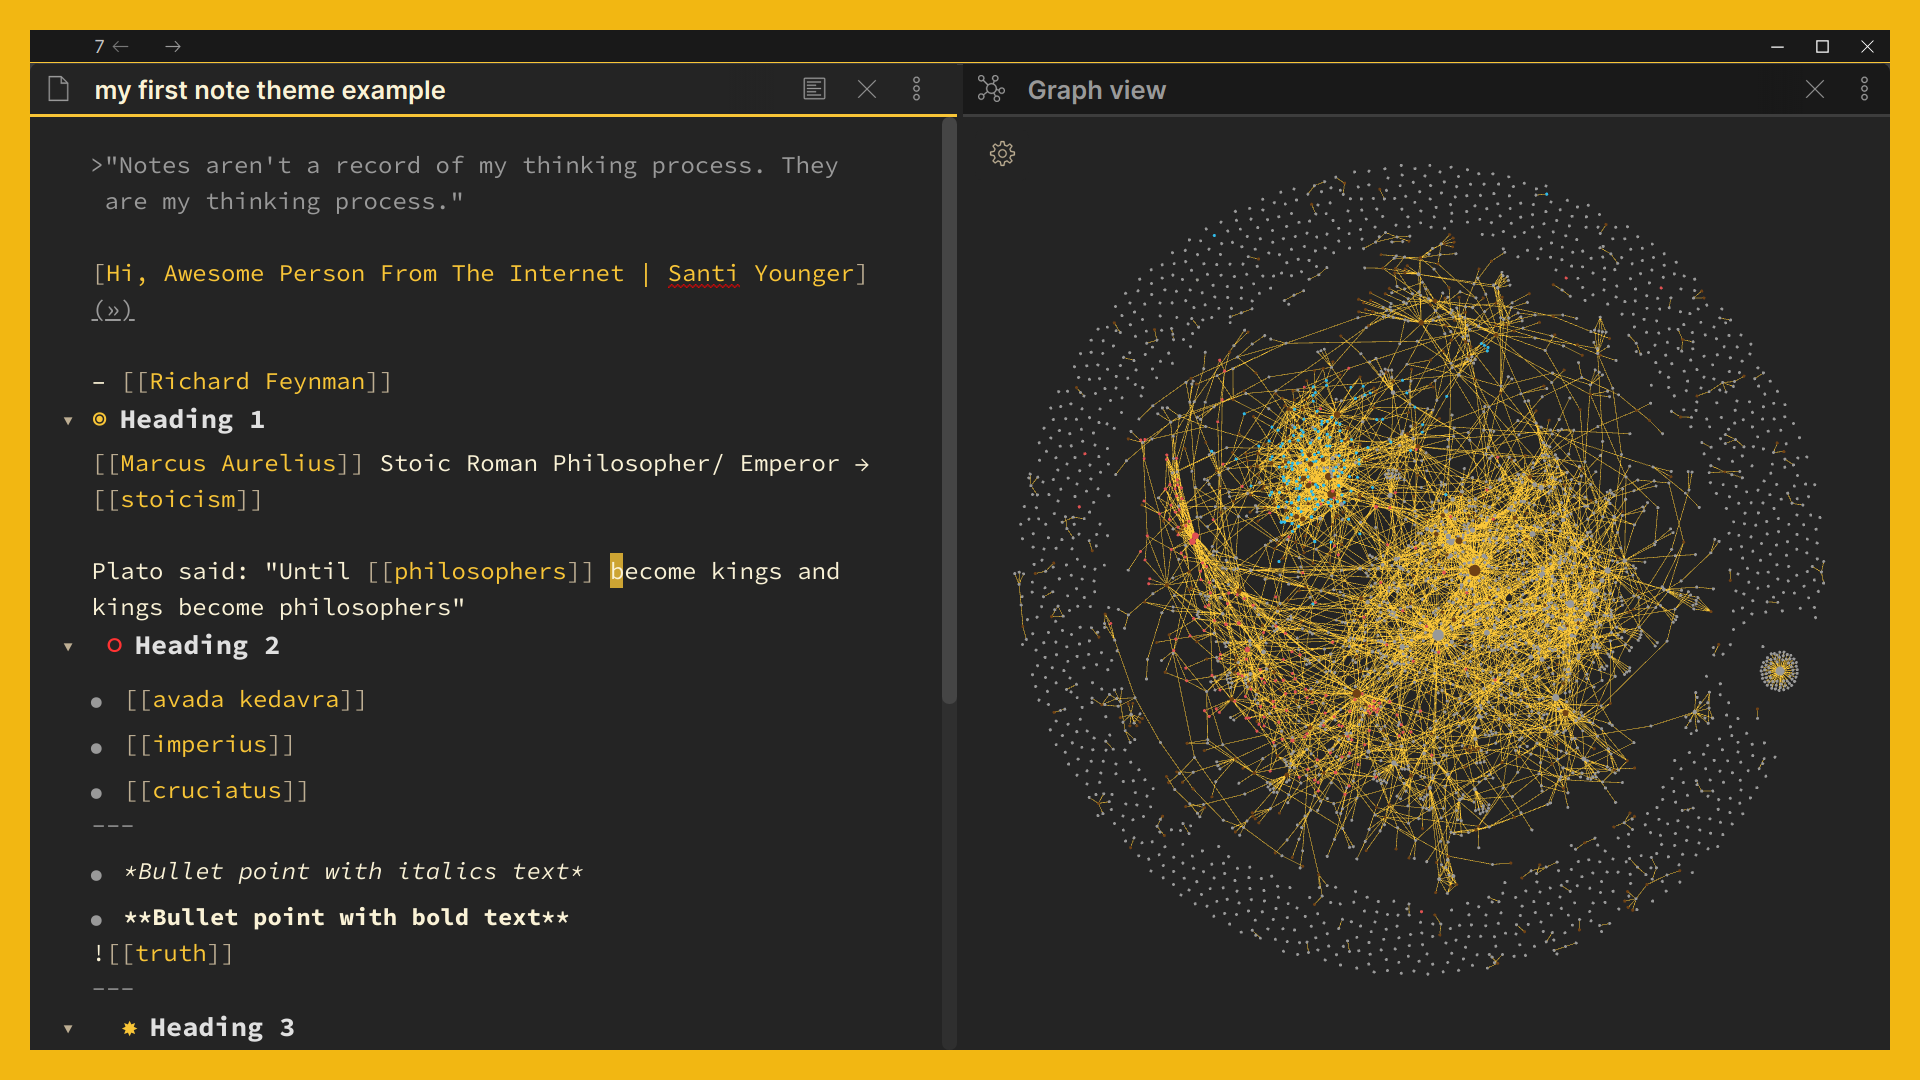 7 ← →
my first note theme example
Graph view
>"Notes aren't a record of my thinking process. They
are my thinking process."
[Hi, Awesome Person From The Internet | Santi Younger]
(»)
– [[Richard Feynman]]
Heading 1
[[Marcus Aurelius]] Stoic Roman Philosopher/ Emperor →
[[stoicism]]
Plato said: "Until [[philosophers]] become kings and
kings become philosophers"
Heading 2
[[avada kedavra]]
[[imperius]]
[[cruciatus]]
---
*Bullet point with italics text*
**Bullet point with bold text**
![[truth]]
---
Heading 3